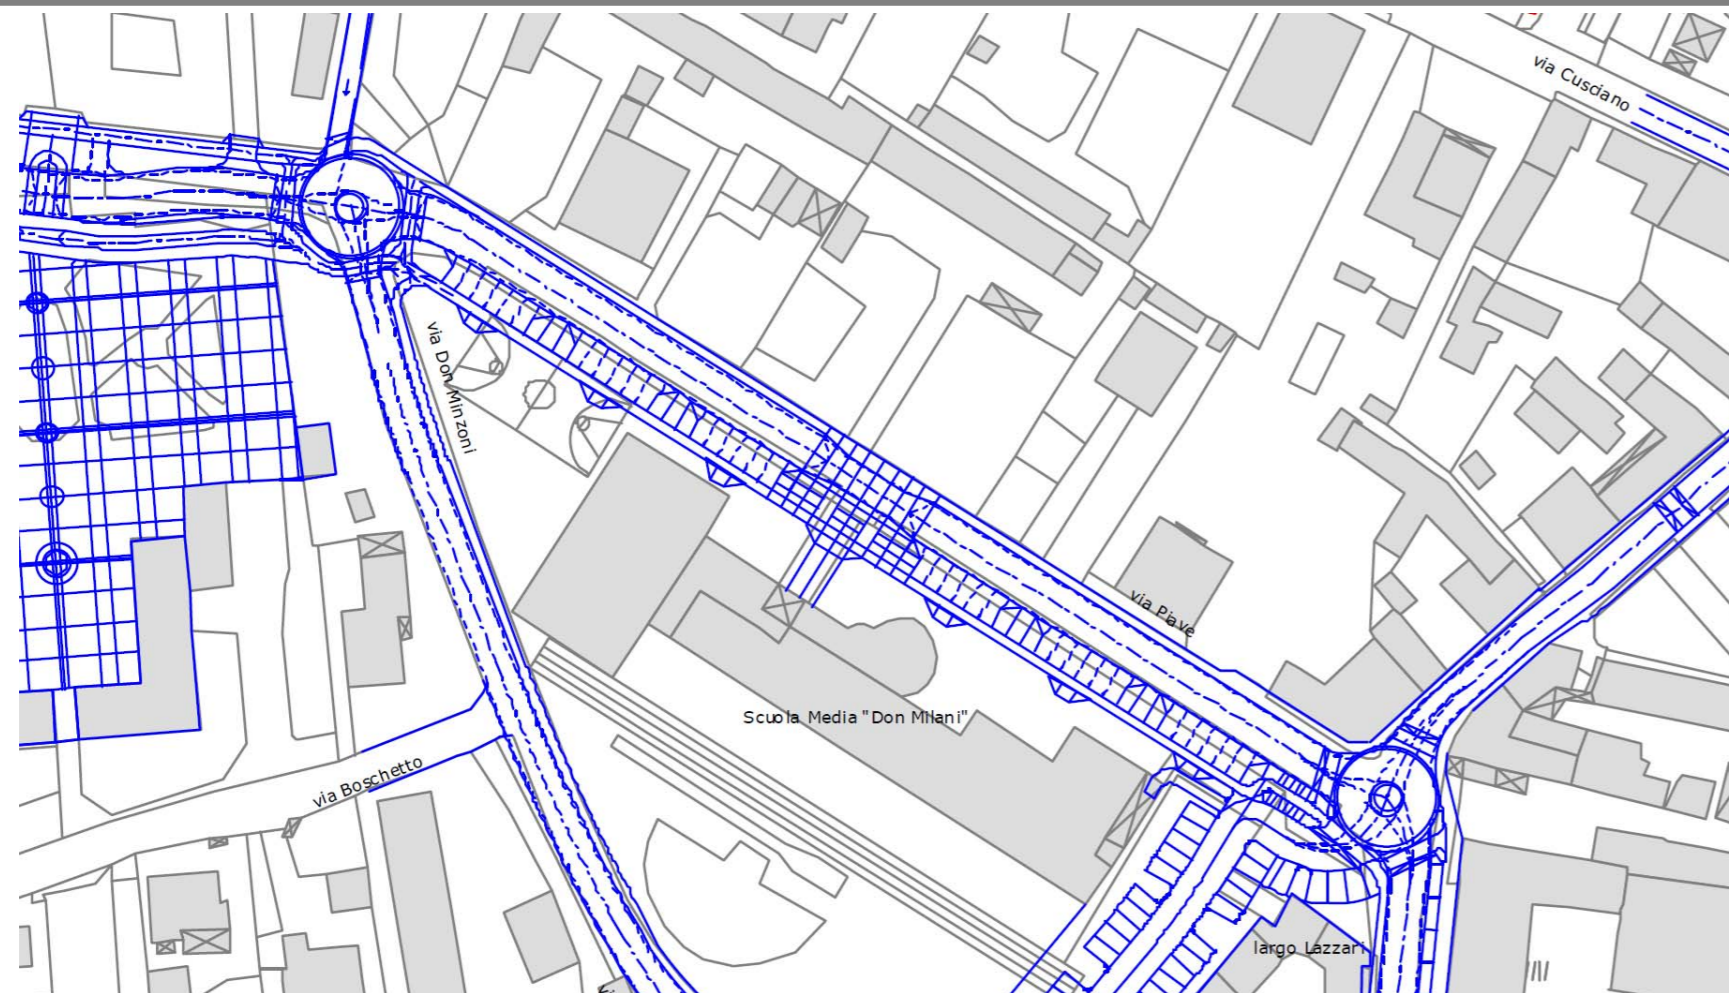 via Cusciano
via Don Minzoni
via Piave
Scuola Media "Don Milani"
via Boschetto
largo Lazzari